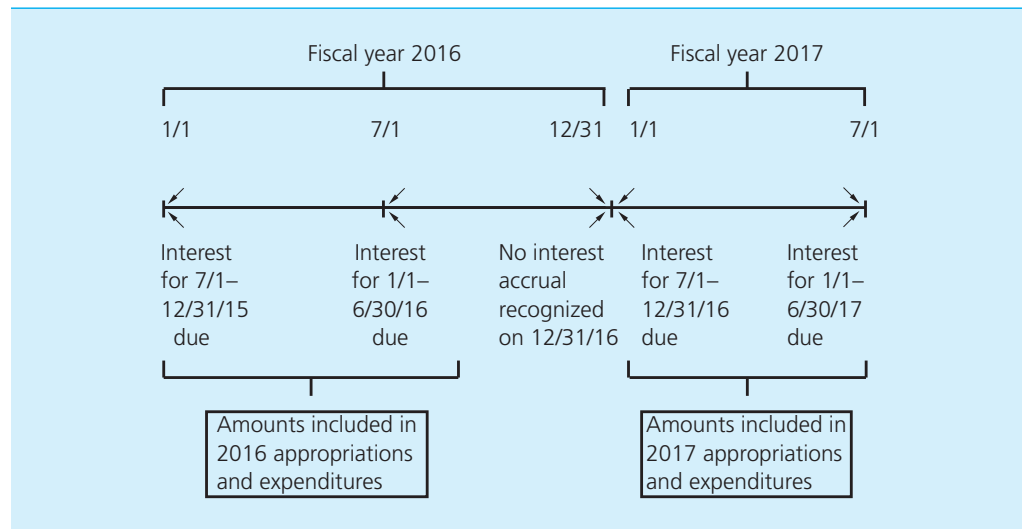 Fiscal year 2016
Fiscal year 2017
1/1
7/1
12/31
1/1
7/1
Interest
for 7/1–
12/31/15
due
Interest
for 1/1–
6/30/16
due
No interest
accrual
recognized
on 12/31/16
Interest
for 7/1–
12/31/16
due
Interest
for 1/1–
6/30/17
due
Amounts included in
2016 appropriations
and expenditures
Amounts included in
2017 appropriations
and expenditures